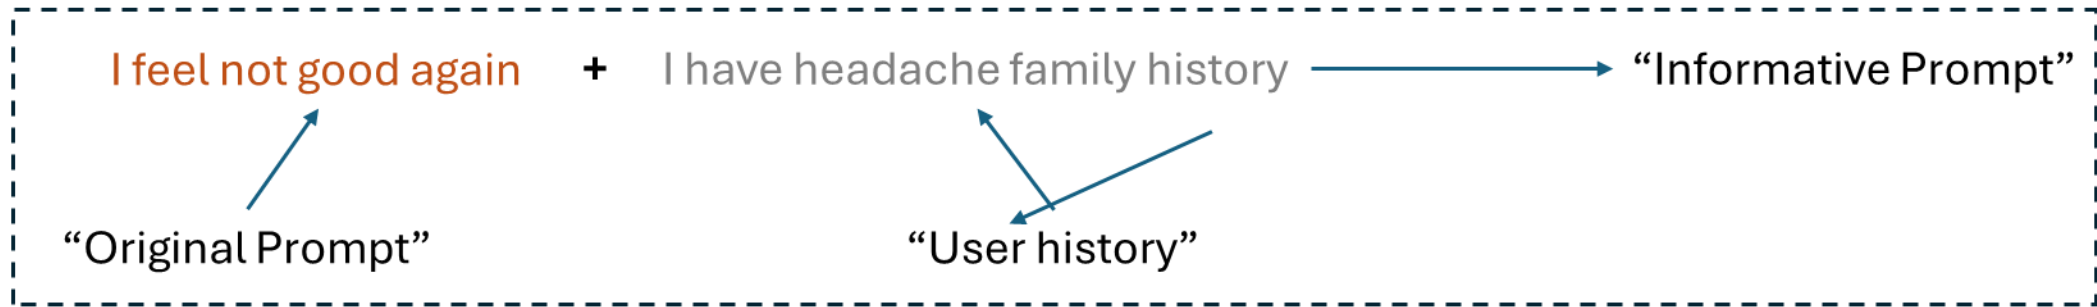 I feel not good again + I have headache family history “Informative Prompt”
“Original Prompt” “User history”